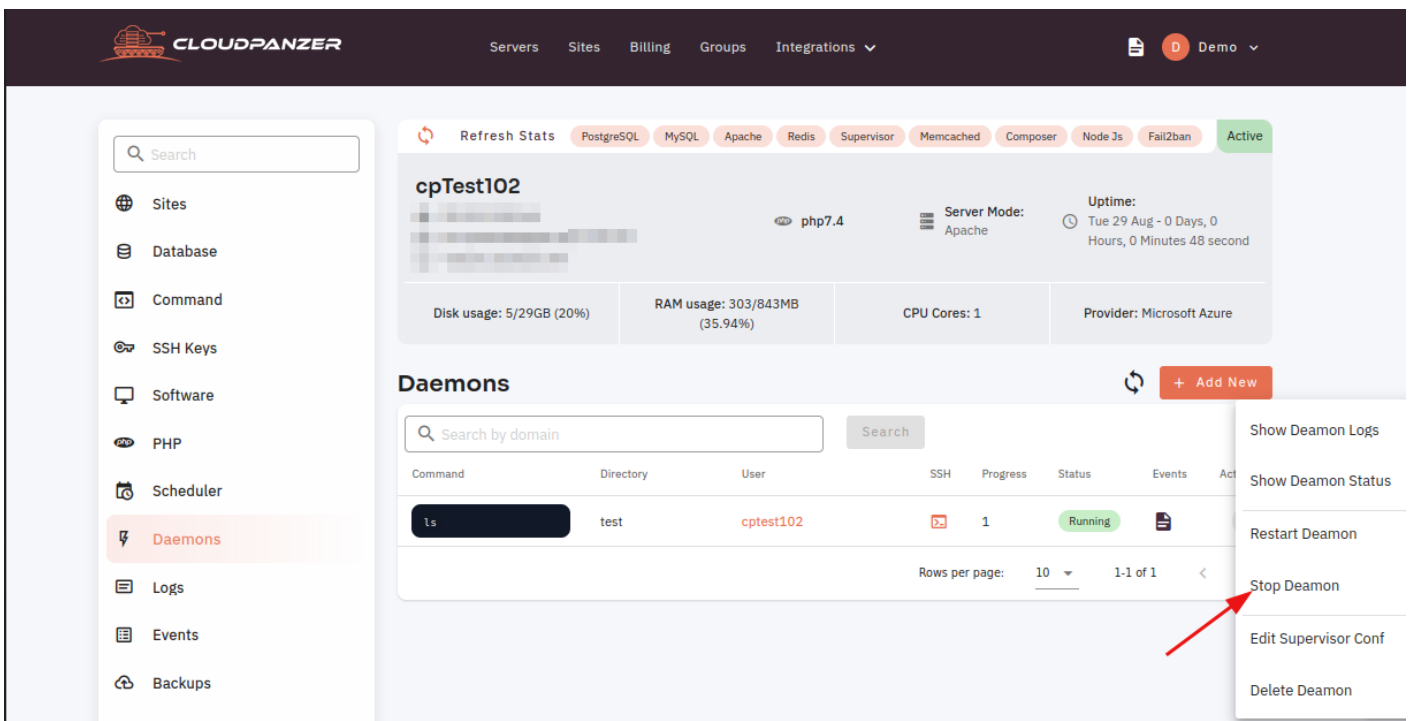 CLOUDPANZER
Servers Sites Billing Groups Integrations D Demo
Search
Sites
Database
Command
SSH Keys
Software
php PHP
Scheduler
Daemons
Logs
Events
Backups
Refresh Stats PostgreSQL MySQL Apache Redis Supervisor Memcached Composer Node Js Fail2ban Active
cpTest102
php php7.4
Server Mode:
Apache
Uptime:
Tue 29 Aug - 0 Days, 0
Hours, 0 Minutes 48 second
Disk usage: 5/29GB (20%)
RAM usage: 303/843MB
(35.94%)
CPU Cores: 1
Provider: Microsoft Azure
Daemons
+ Add New
Search by domain Search
Command Directory User SSH Progress Status Events Act
ls test cptest102 1 Running
Rows per page: 10 1-1 of 1
Show Deamon Logs
Show Deamon Status
Restart Deamon
Stop Deamon
Edit Supervisor Conf
Delete Deamon